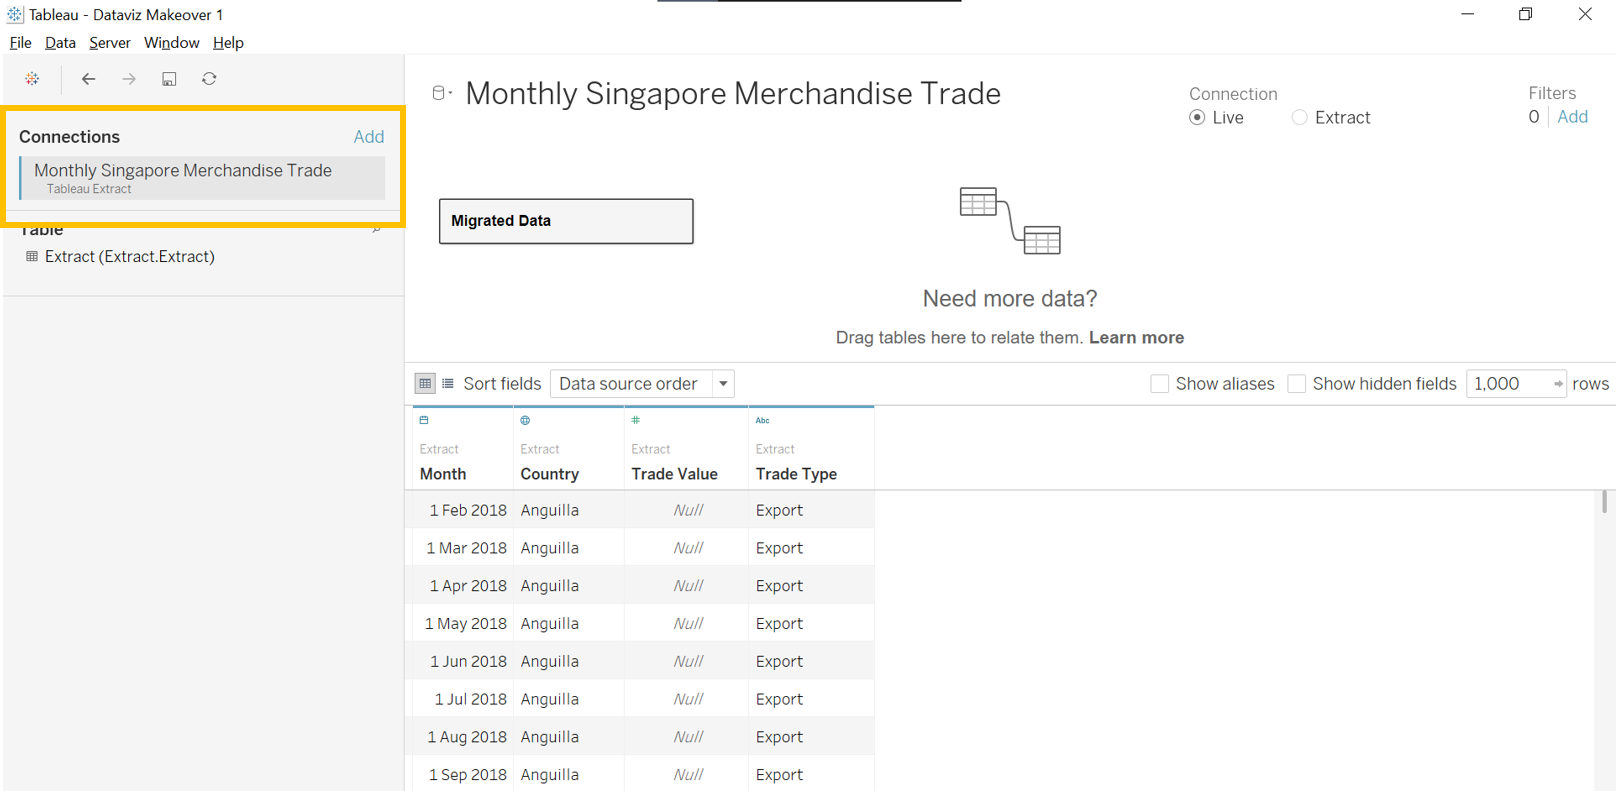 Tableau - Dataviz Makeover 1
File Data Server Window Help
Connections Add
Monthly Singapore Merchandise Trade
Tableau Extract
Table
Extract (Extract.Extract)
Monthly Singapore Merchandise Trade
Connection
Live Extract
Filters
0 Add
Migrated Data
Need more data?
Drag tables here to relate them. Learn more
Sort fields Data source order Show aliases Show hidden fields 1,000 rows
Abc
Extract Extract Extract Extract
Month Country Trade Value Trade Type
1 Feb 2018 Anguilla Null Export
1 Mar 2018 Anguilla Null Export
1 Apr 2018 Anguilla Null Export
1 May 2018 Anguilla Null Export
1 Jun 2018 Anguilla Null Export
1 Jul 2018 Anguilla Null Export
1 Aug 2018 Anguilla Null Export
1 Sep 2018 Anguilla Null Export